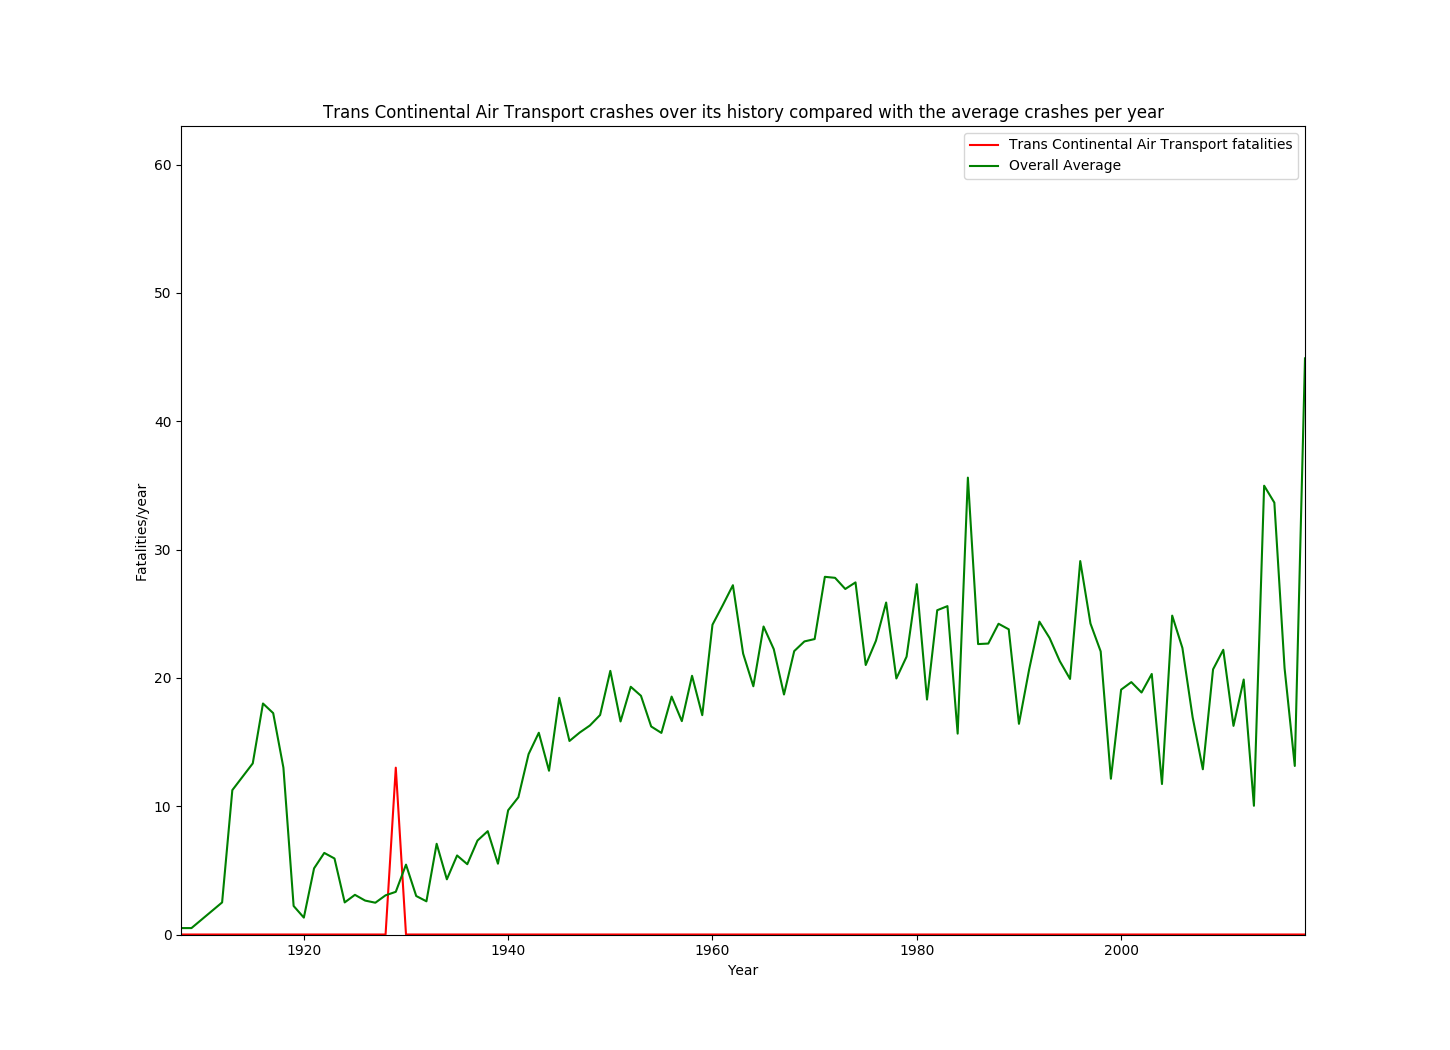 Trans Continental Air Transport crashes over its history compared with the average crashes per year
Trans Continental Air Transport fatalities
Overall Average
Fatalities/year
60
50
40
30
20
10
0
1920 1940 1960 1980 2000
Year